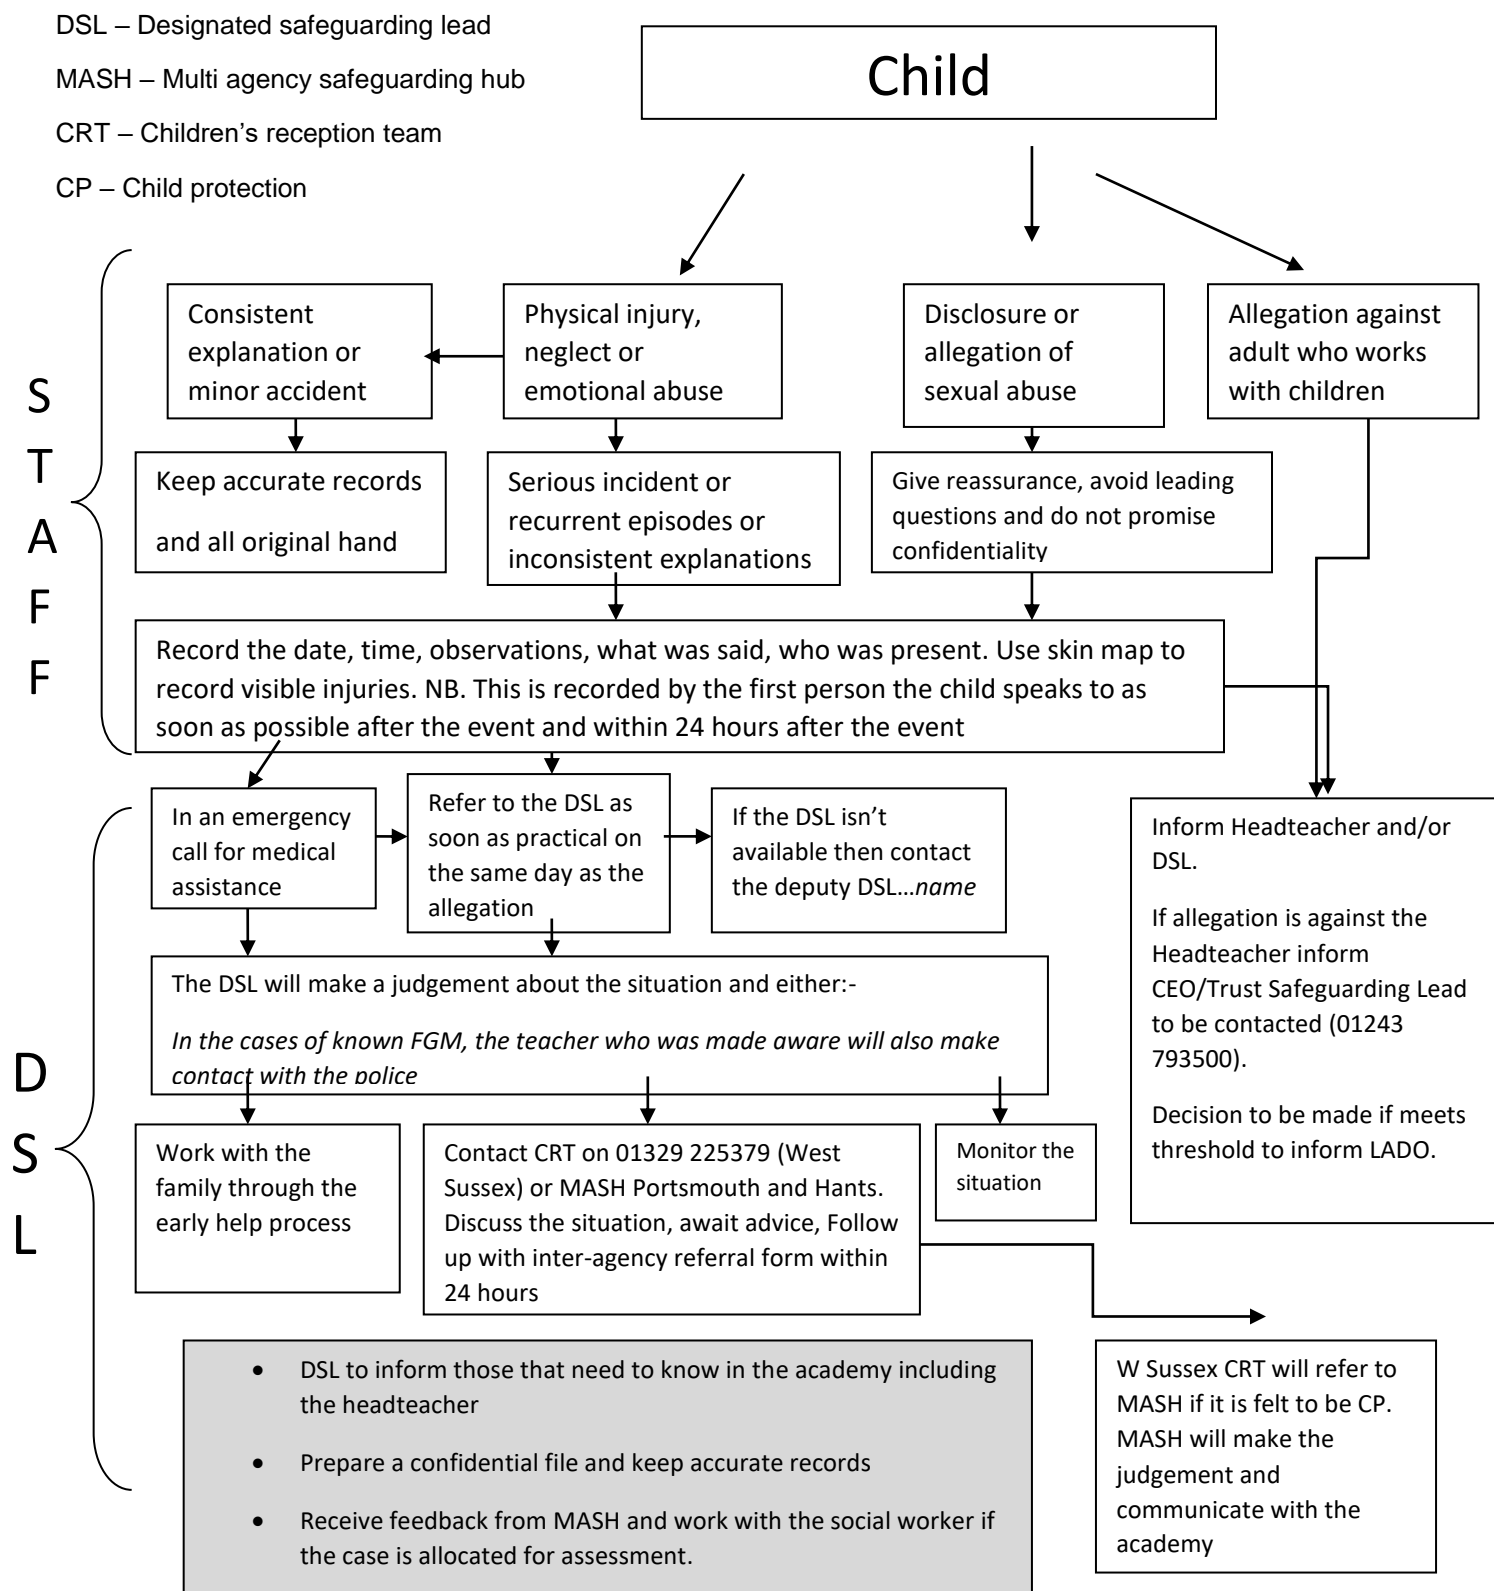 DSL – Designated safeguarding lead
MASH – Multi agency safeguarding hub
CRT – Children’s reception team
CP – Child protection
Child
S
T
A
F
F
Consistent
explanation or
minor accident
Physical injury,
neglect or
emotional abuse
Disclosure or
allegation of
sexual abuse
Allegation against
adult who works
with children
Keep accurate records
and all original hand
Serious incident or
recurrent episodes or
inconsistent explanations
Give reassurance, avoid leading
questions and do not promise
confidentiality
Record the date, time, observations, what was said, who was present. Use skin map to
record visible injuries. NB. This is recorded by the first person the child speaks to as
soon as possible after the event and within 24 hours after the event
D
S
L
In an emergency
call for medical
assistance
Refer to the DSL as
soon as practical on
the same day as the
allegation
If the DSL isn’t
available then contact
the deputy DSL…name
Inform Headteacher and/or
DSL.
If allegation is against the
Headteacher inform
CEO/Trust Safeguarding Lead
to be contacted (01243
793500).
Decision to be made if meets
threshold to inform LADO.
The DSL will make a judgement about the situation and either:-
In the cases of known FGM, the teacher who was made aware will also make
contact with the police
Work with the
family through the
early help process
Contact CRT on 01329 225379 (West
Sussex) or MASH Portsmouth and Hants.
Discuss the situation, await advice, Follow
up with inter-agency referral form within
24 hours
Monitor the
situation
• DSL to inform those that need to know in the academy including
the headteacher
• Prepare a confidential file and keep accurate records
• Receive feedback from MASH and work with the social worker if
the case is allocated for assessment.
W Sussex CRT will refer to
MASH if it is felt to be CP.
MASH will make the
judgement and
communicate with the
academy